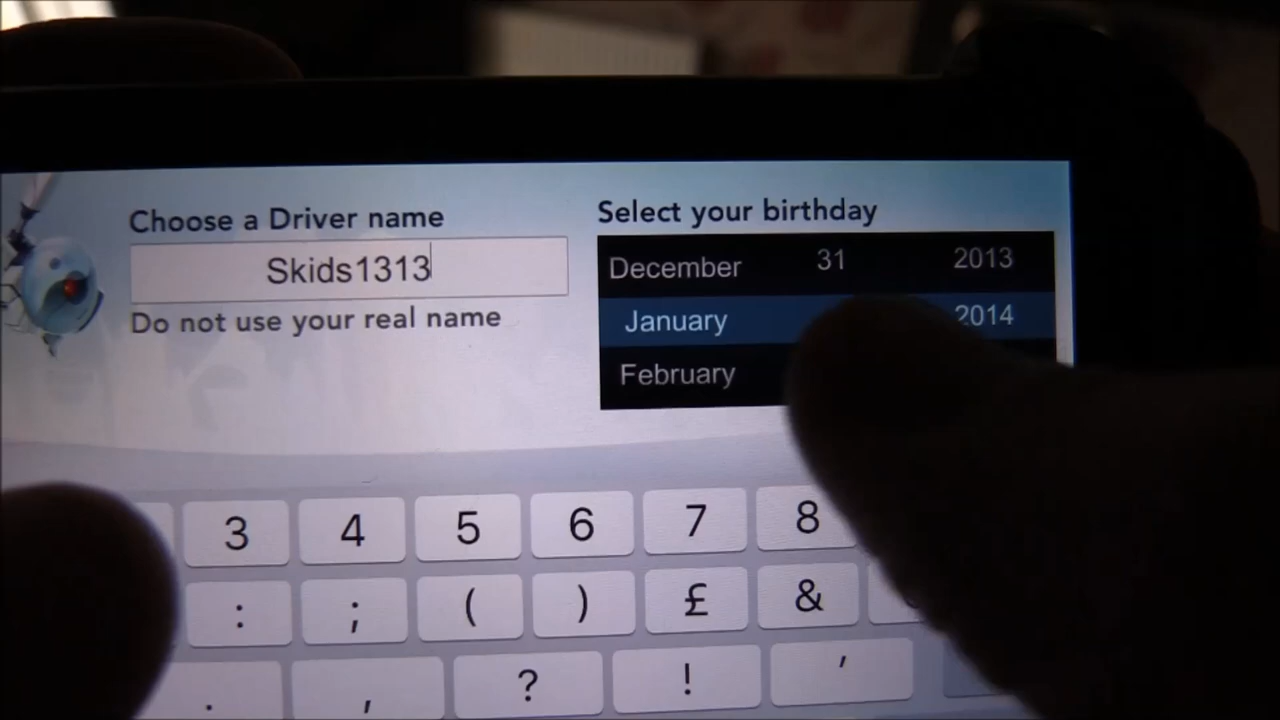 Choose a Driver name
Skids1313
Do not use your real name
Select your birthday
December 31 2013
January 2014
February
3 4 5 6 7 8
: ; ( ) £ &
. , ? ! '